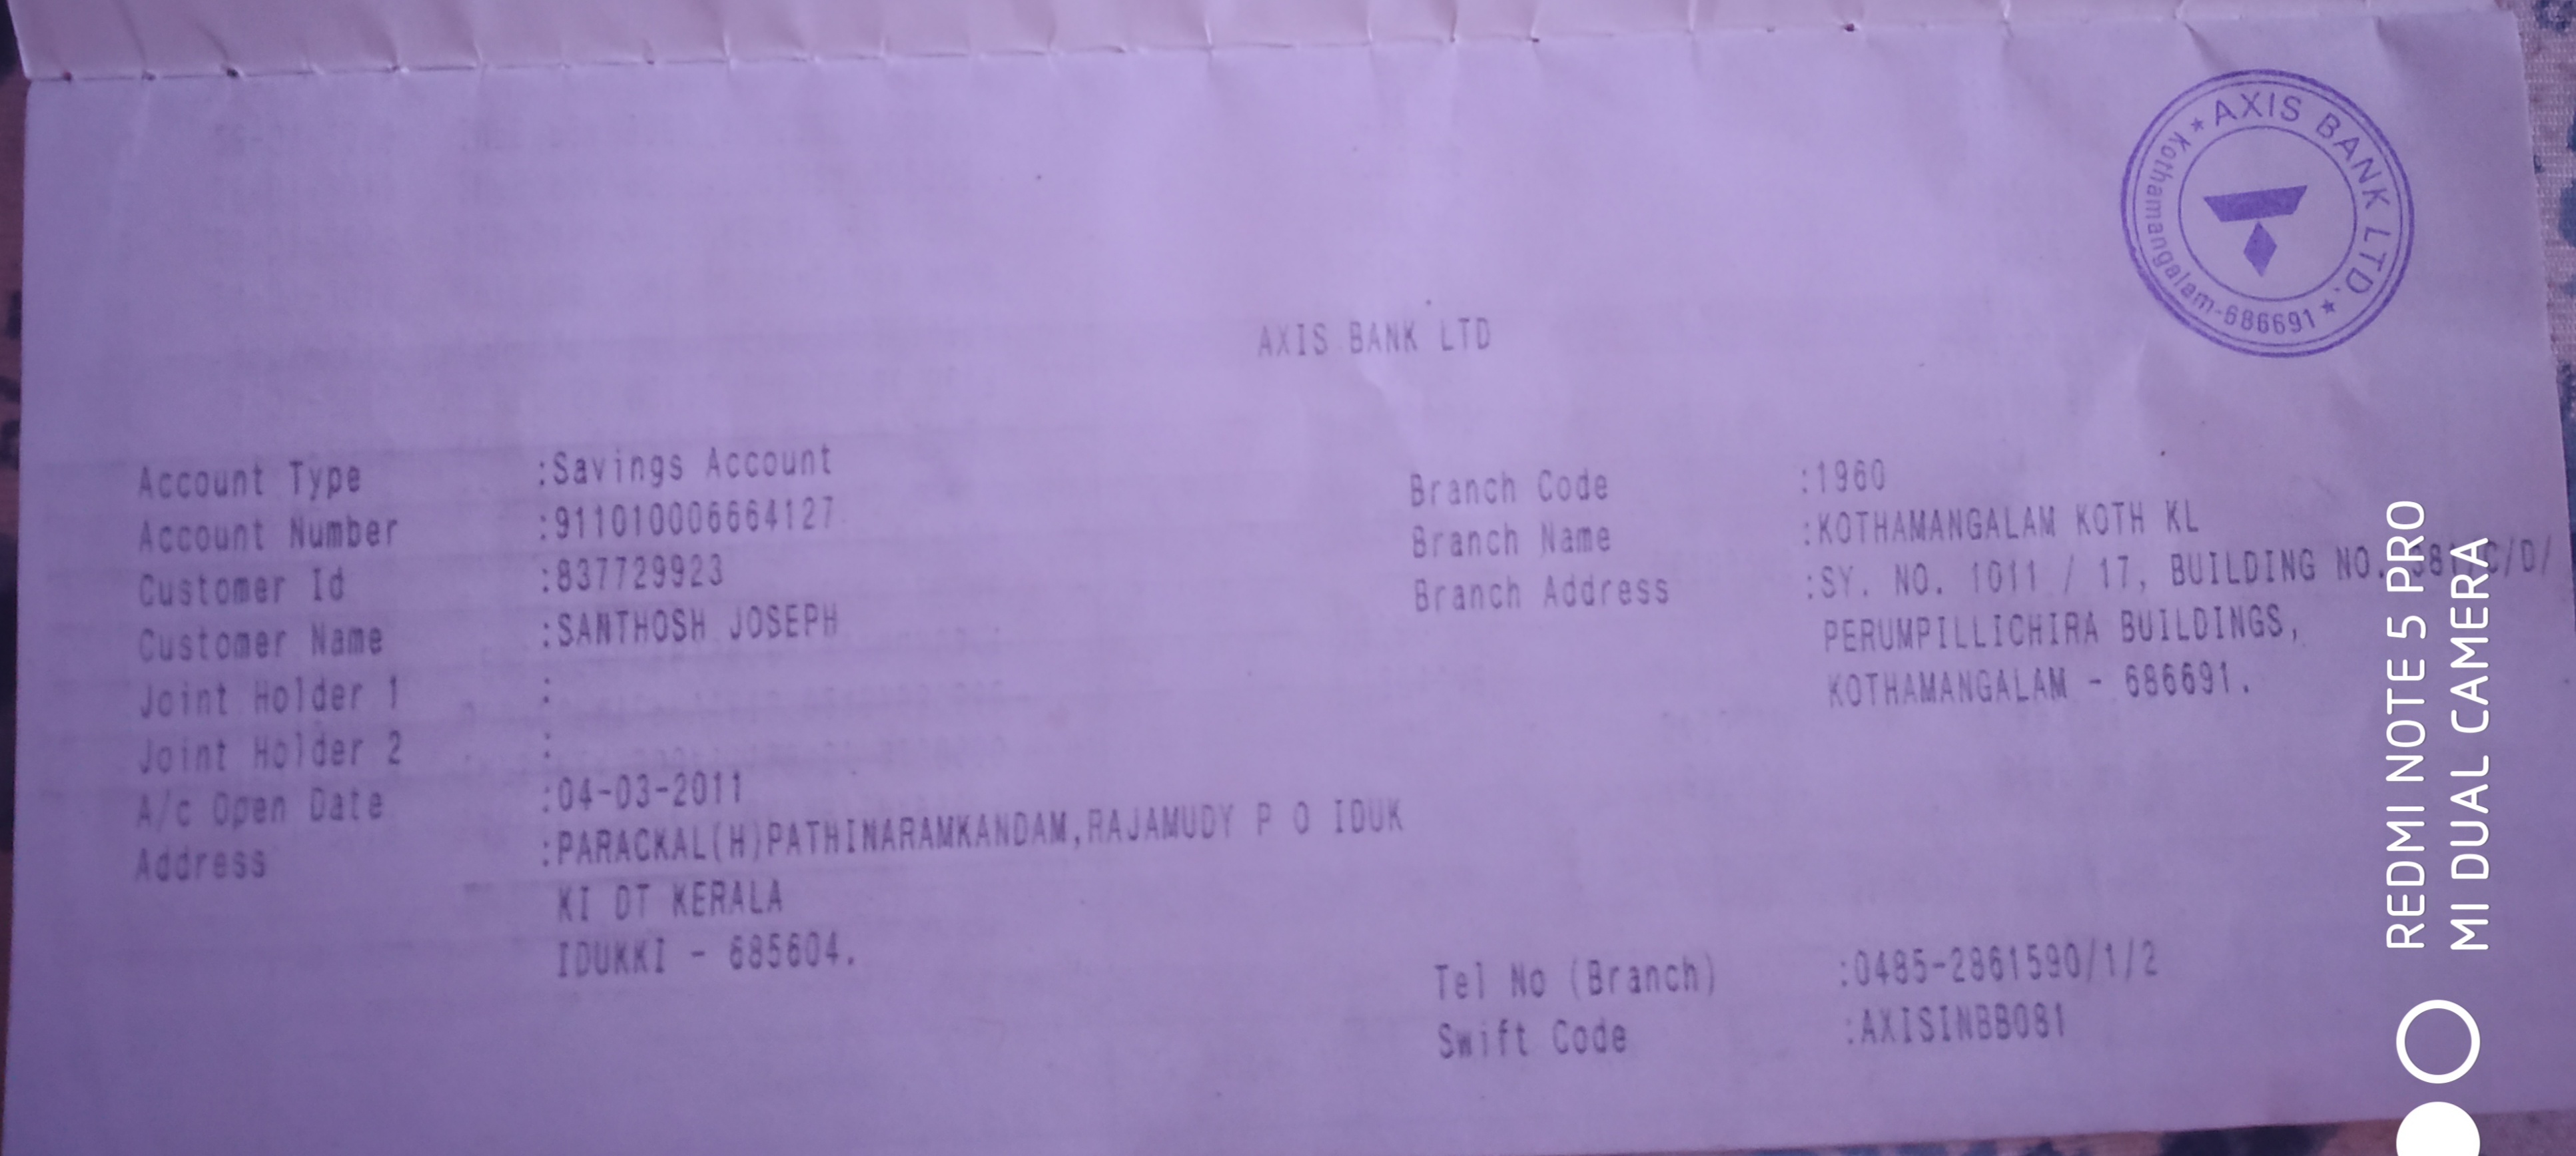 AXIS BANK LTD. ★ Kothamangalam-686691 ★
AXIS BANK LTD
Account Type :Savings Account
Account Number :911010006664127
Customer Id :837729923
Customer Name :SANTHOSH JOSEPH
Joint Holder 1 :
Joint Holder 2 :
A/c Open Date :04-03-2011
Address :PARACKAL(H)PATHINARAMKANDAM,RAJAMUDY P O IDUK
KI DT KERALA
IDUKKI - 685604.
Branch Code :1960
Branch Name :KOTHAMANGALAM KOTH KL
Branch Address :SY. NO. 1011 / 17, BUILDING NO. C/D/
PERUMPILLICHIRA BUILDINGS,
KOTHAMANGALAM - 686691.
Tel No (Branch) :0485-2861590/1/2
Swift Code :AXISINBB081
REDMI NOTE 5 PRO
MI DUAL CAMERA